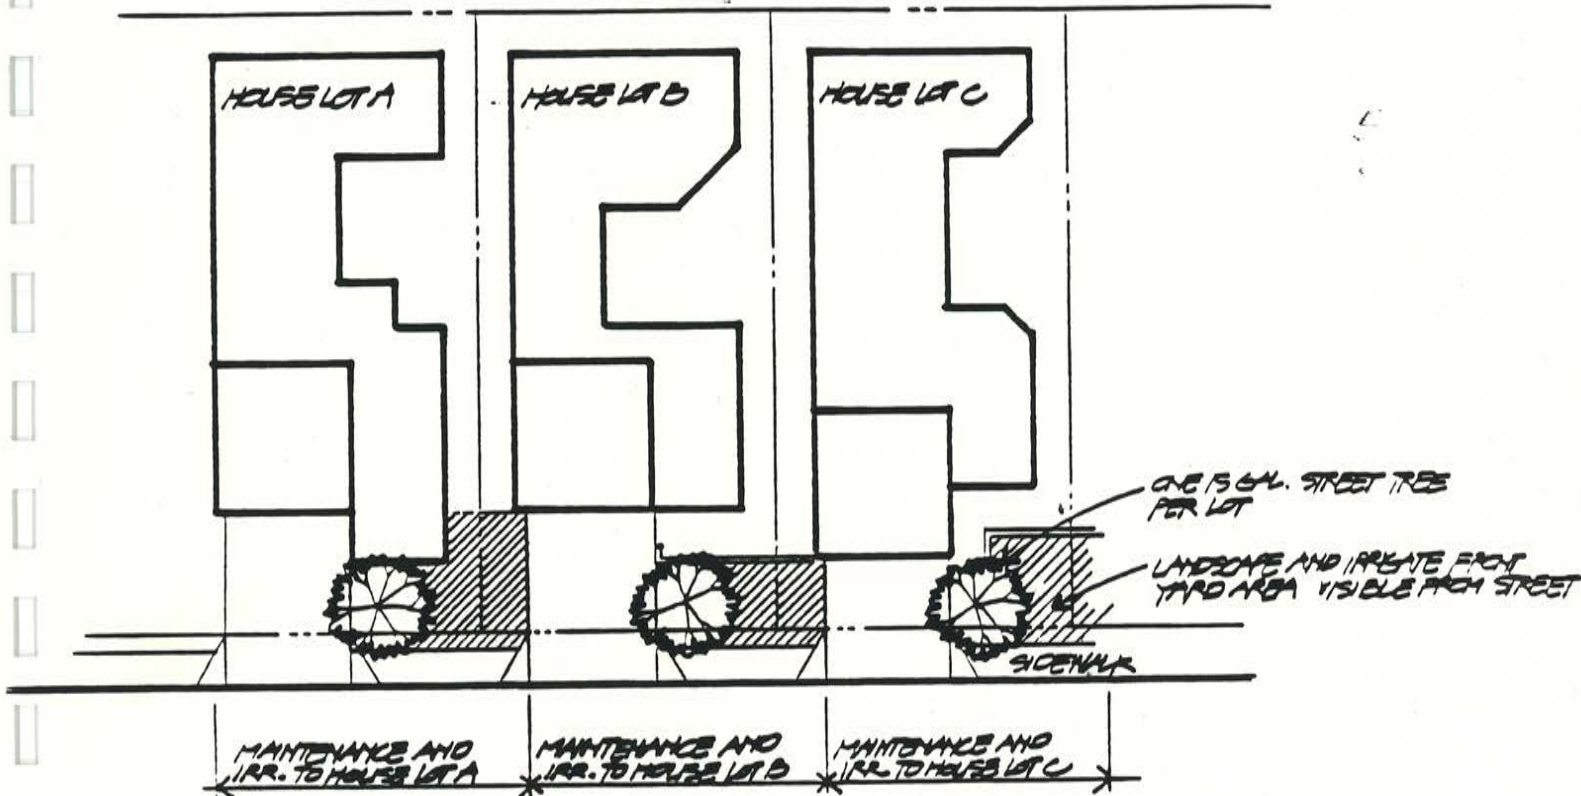 HOUSE LOT A
HOUSE LOT B
HOUSE LOT C
ONE 15 GAL. STREET TREE
PER LOT
LANDSCAPE AND IRRIGATE FRONT
YARD AREA VISIBLE FROM STREET
SIDEWALK
MAINTENANCE AND
IRR. TO HOUSE LOT A
MAINTENANCE AND
IRR. TO HOUSE LOT B
MAINTENANCE AND
IRR. TO HOUSE LOT C